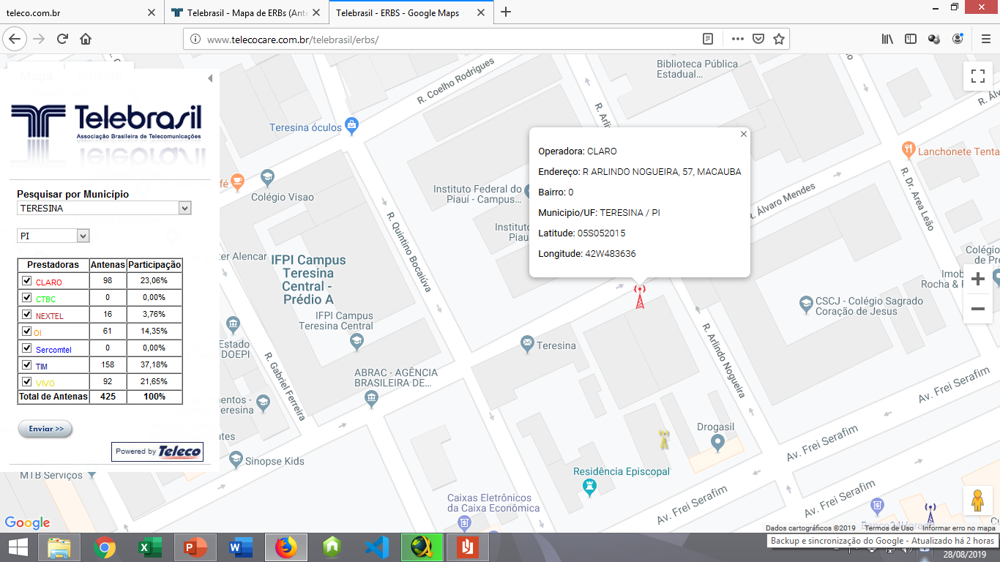 teleco.com.br
Telebrasil - Mapa de ERBs (Ante
Telebrasil - ERBS - Google Maps
www.telecocare.com.br/telebrasil/erbs/
Telebrasil
Associação Brasileira de Telecomunicações
Pesquisar por Município
TERESINA
PI
Prestadoras Antenas Participação
CLARO 98 23,06%
CTBC 0 0,00%
NEXTEL 16 3,76%
OI 61 14,35%
Sercomtel 0 0,00%
TIM 158 37,18%
VIVO 92 21,65%
Total de Antenas 425 100%
Enviar >>
Powered by Teleco
MTB Serviços
Google
Biblioteca Pública
Estadual...
R. Coelho Rodrigues
Teresina óculos
Colégio Visao
Instituto Federal do
Piauí - Campus...
Operadora: CLARO
Endereço: R ARLINDO NOGUEIRA, 57, MACAUBA
Bairro: 0
Municipio/UF: TERESINA / PI
Latitude: 05S052015
Longitude: 42W483636
Lanchonete Tenta
R. Dr. Area Leão
R. Álvaro Mendes
R. Quintino Bocaiúva
Alencar
IFPI Campus
Teresina
Central -
Prédio A
IFPI Campus
Teresina Central
Estado
DOEPI
R. Gabriel Ferreira
ABRAC - AGÊNCIA
BRASILEIRA DE...
Teresina
R. Arlindo Nogueira
CSCJ - Colégio Sagrado
Coração de Jesus
Imob
Rocha &
Av. Frei Serafim
Drogasil
Av. Frei Serafim
Sinopse Kids
Residência Episcopal
Av. Frei Serafim
Av. Frei Serafim
Caixas Eletrônicos
da Caixa Econômica
Dados cartográficos ©2019 Termos de Uso Informar erro no mapa
Backup e sincronização do Google - Atualizado há 2 horas
28/08/2019